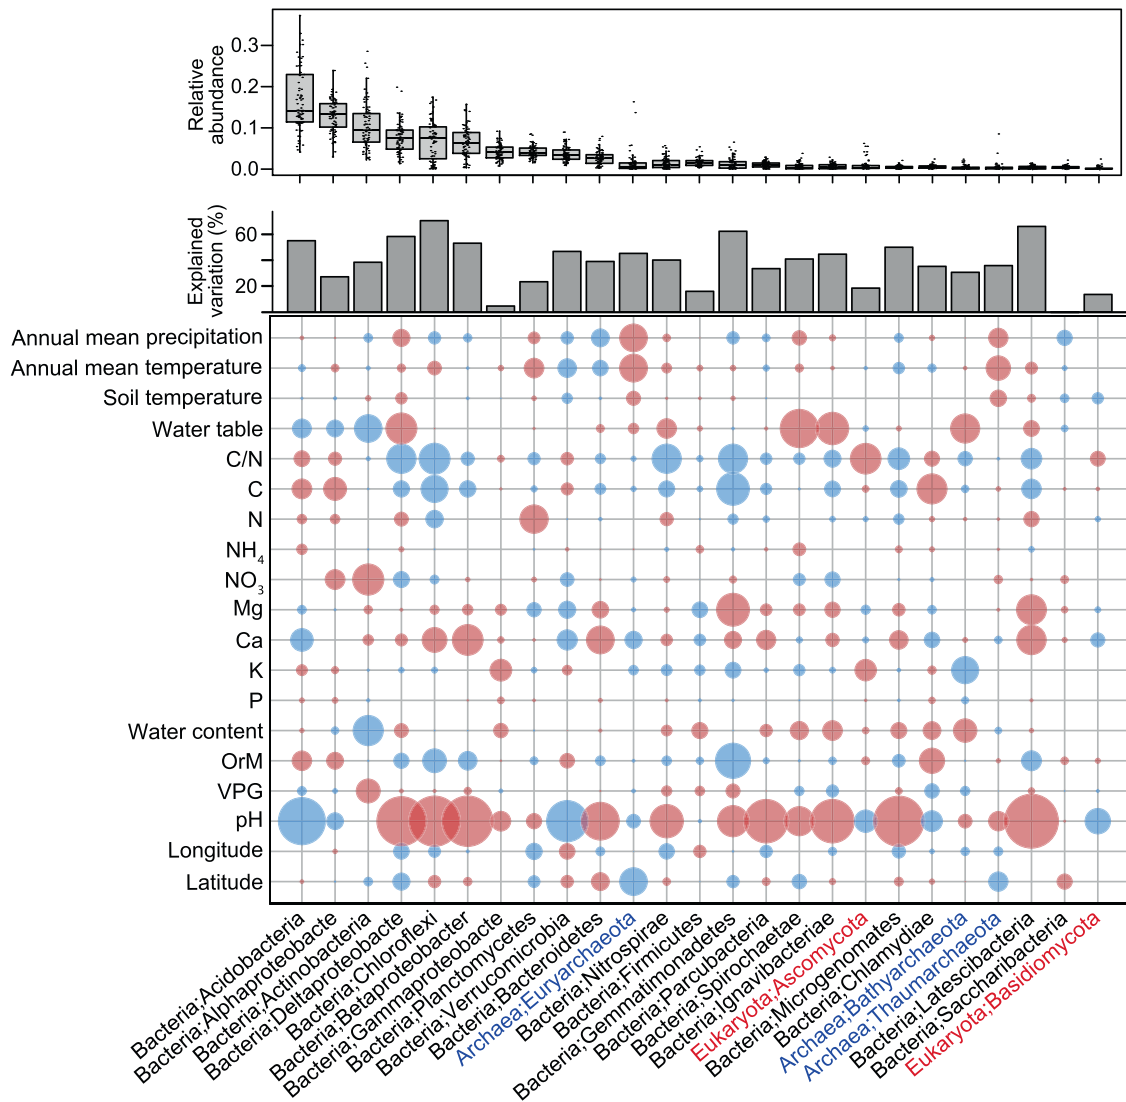 Relative
abundance
0.3
0.2
0.1
0.0
Explained
variation (%)
60
20
Annual mean precipitation
Annual mean temperature
Soil temperature
Water table
C/N
C
N
NH4
NO3
Mg
Ca
K
P
Water content
OrM
VPG
pH
Longitude
Latitude
Bacteria;Acidobacteria
Bacteria;Alphaproteobacte
Bacteria;Actinobacteria
Bacteria;Deltaproteobacte
Bacteria;Chloroflexi
Bacteria;Betaproteobacter
Bacteria;Gammaproteobacte
Bacteria;Planctomycetes
Bacteria;Verrucomicrobia
Bacteria;Bacteroidetes
Archaea;Euryarchaeota
Bacteria;Nitrospirae
Bacteria;Firmicutes
Bacteria;Gemmatimonadetes
Bacteria;Parcubacteria
Bacteria;Spirochaetae
Bacteria;Ignavibacteriae
Eukaryota;Ascomycota
Bacteria;Microgenomates
Bacteria;Chlamydiae
Archaea;Bathyarchaeota
Archaea;Thaumarchaeota
Bacteria;Latescibacteria
Bacteria;Saccharibacteria
Eukaryota;Basidiomycota